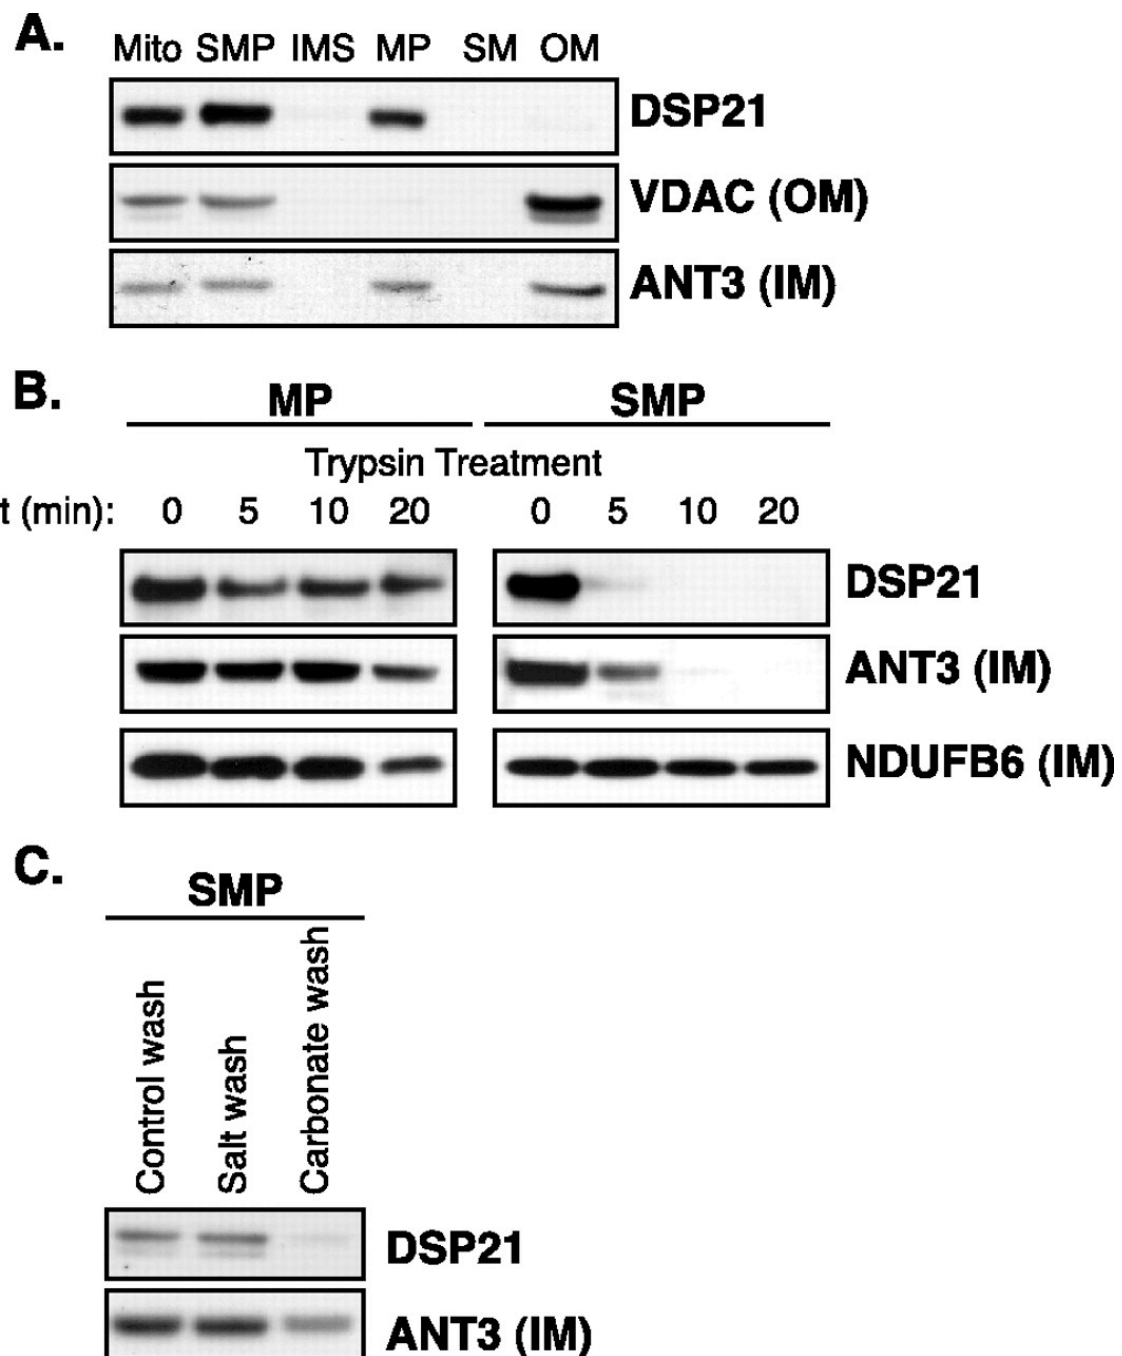 A.
Mito SMP IMS MP SM OM
DSP21
VDAC (OM)
ANT3 (IM)
B.
MP SMP
Trypsin Treatment
t (min): 0 5 10 20 0 5 10 20
DSP21
ANT3 (IM)
NDUFB6 (IM)
C.
SMP
Control wash
Salt wash
Carbonate wash
DSP21
ANT3 (IM)